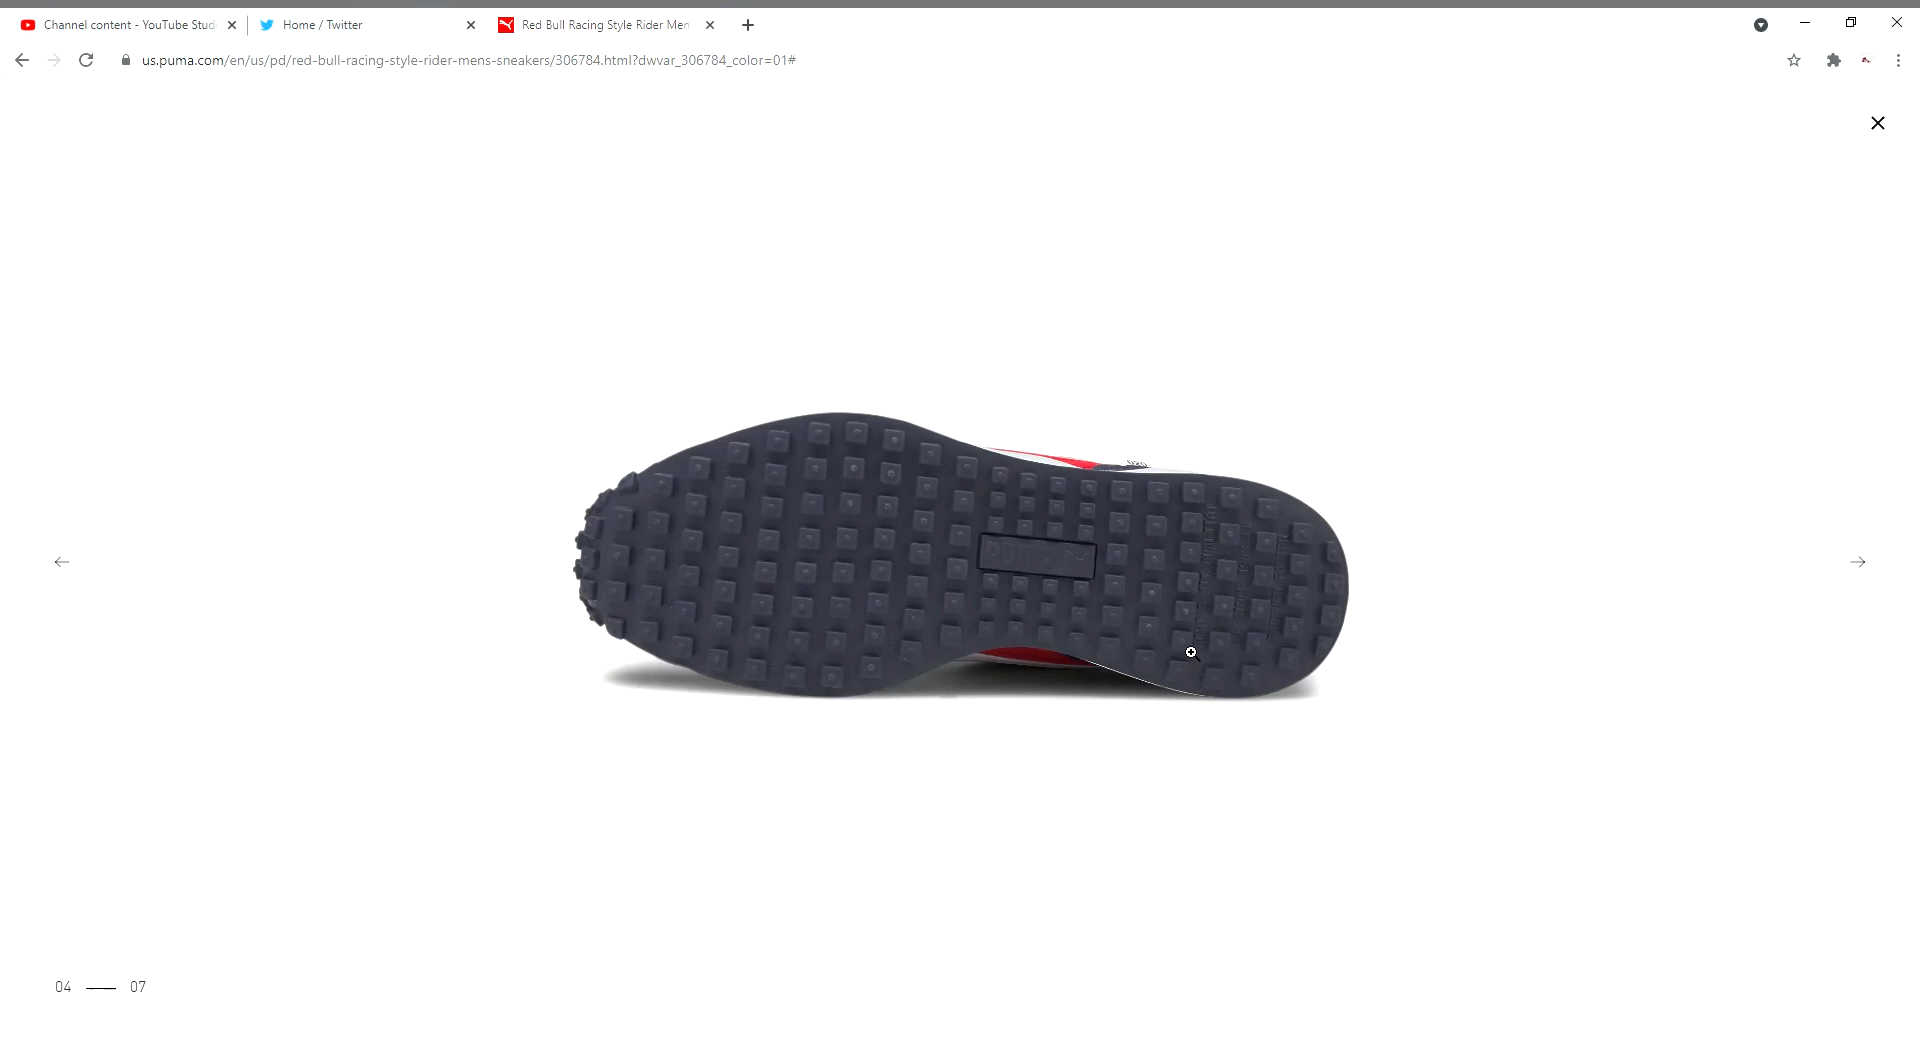 Channel content - YouTube Stud
Home / Twitter
Red Bull Racing Style Rider Men
us.puma.com/en/us/pd/red-bull-racing-style-rider-mens-sneakers/306784.html?dwvar_306784_color=01#
04
07